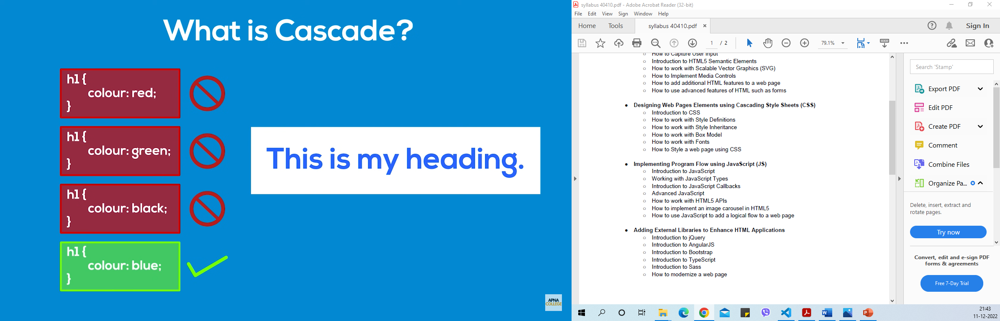 What is Cascade?
h1 {
colour: red;
}
h1 {
colour: green;
}
h1 {
colour: black;
}
h1 {
colour: blue;
}
This is my heading.
APNA
COLLEGE
syllabus 40410.pdf - Adobe Acrobat Reader (32-bit)
File Edit View Sign Window Help
Home Tools syllabus 40410.pdf × Sign In
1 / 2 79.1%
○ How to Capture User Input
○ Introduction to HTML5 Semantic Elements
○ How to work with Scalable Vector Graphics (SVG)
○ How to Implement Media Controls
○ How to add additional HTML features to a web page
○ How to use advanced features of HTML such as forms
● Designing Web Pages Elements using Cascading Style Sheets (CSS)
○ Introduction to CSS
○ How to work with Style Definitions
○ How to work with Style Inheritance
○ How to work with Box Model
○ How to work with Fonts
○ How to Style a web page using CSS
● Implementing Program Flow using JavaScript (JS)
○ Introduction to JavaScript
○ Working with JavaScript Types
○ Introduction to JavaScript Callbacks
○ Advanced JavaScript
○ How to work with HTML5 APIs
○ How to implement an image carousel in HTML5
○ How to use JavaScript to add a logical flow to a web page
● Adding External Libraries to Enhance HTML Applications
○ Introduction to jQuery
○ Introduction to AngularJS
○ Introduction to Bootstrap
○ Introduction to TypeScript
○ Introduction to Sass
○ How to modernize a web page
Search 'Stamp'
Export PDF
Edit PDF
Create PDF
Comment
Combine Files
Organize Pa...
Delete, insert, extract and
rotate pages.
Try now
Convert, edit and e-sign PDF
forms & agreements
Free 7-Day Trial
21:43
11-12-2022